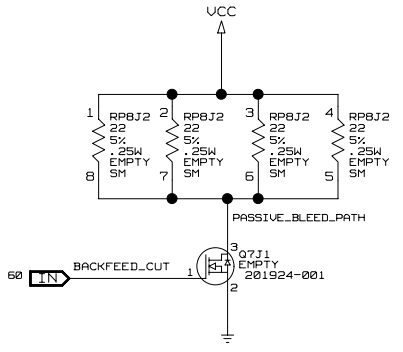 VCC
1
RP8J2
22
5%
.25W
EMPTY
SM
8
2
RP8J2
22
5%
.25W
EMPTY
SM
7
3
RP8J2
22
5%
.25W
EMPTY
SM
6
4
RP8J2
22
5%
.25W
EMPTY
SM
5
PASSIVE_BLEED_PATH
3
Q7J1
EMPTY
201924-001
60 IN BACKFEED_CUT 1
2